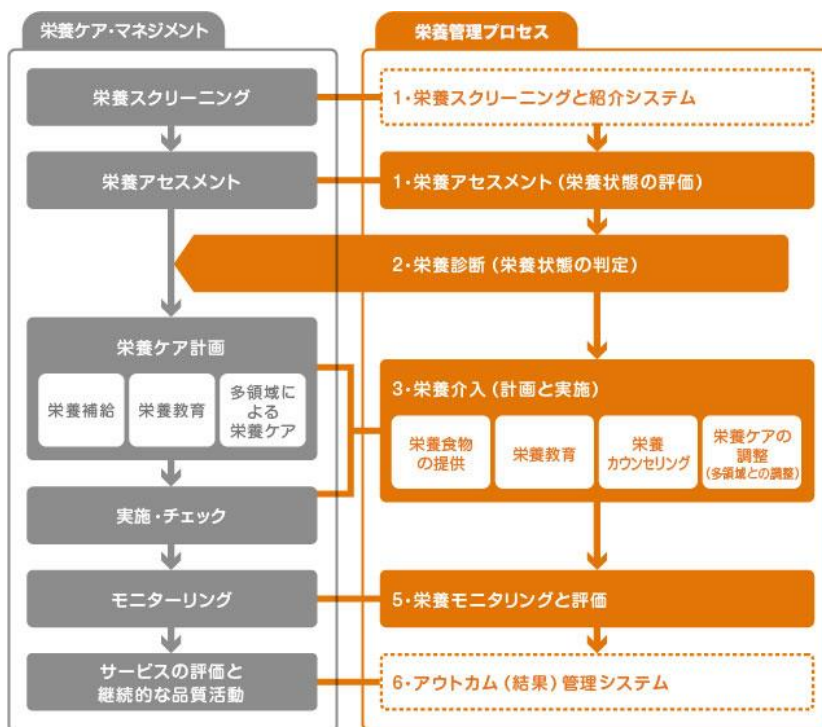 栄養ケア・マネジメント
栄養スクリーニング
栄養アセスメント
栄養ケア計画
栄養補給
栄養教育
多領域に
よる
栄養ケア
実施・チェック
モニターリング
サービスの評価と
継続的な品質活動
栄養管理プロセス
1・栄養スクリーニングと紹介システム
1・栄養アセスメント(栄養状態の評価)
2・栄養診断(栄養状態の判定)
3・栄養介入(計画と実施)
栄養食物
の提供
栄養教育
栄養
カウンセリング
栄養ケアの
調整
(多領域との調整)
5・栄養モニタリングと評価
6・アウトカム(結果)管理システム